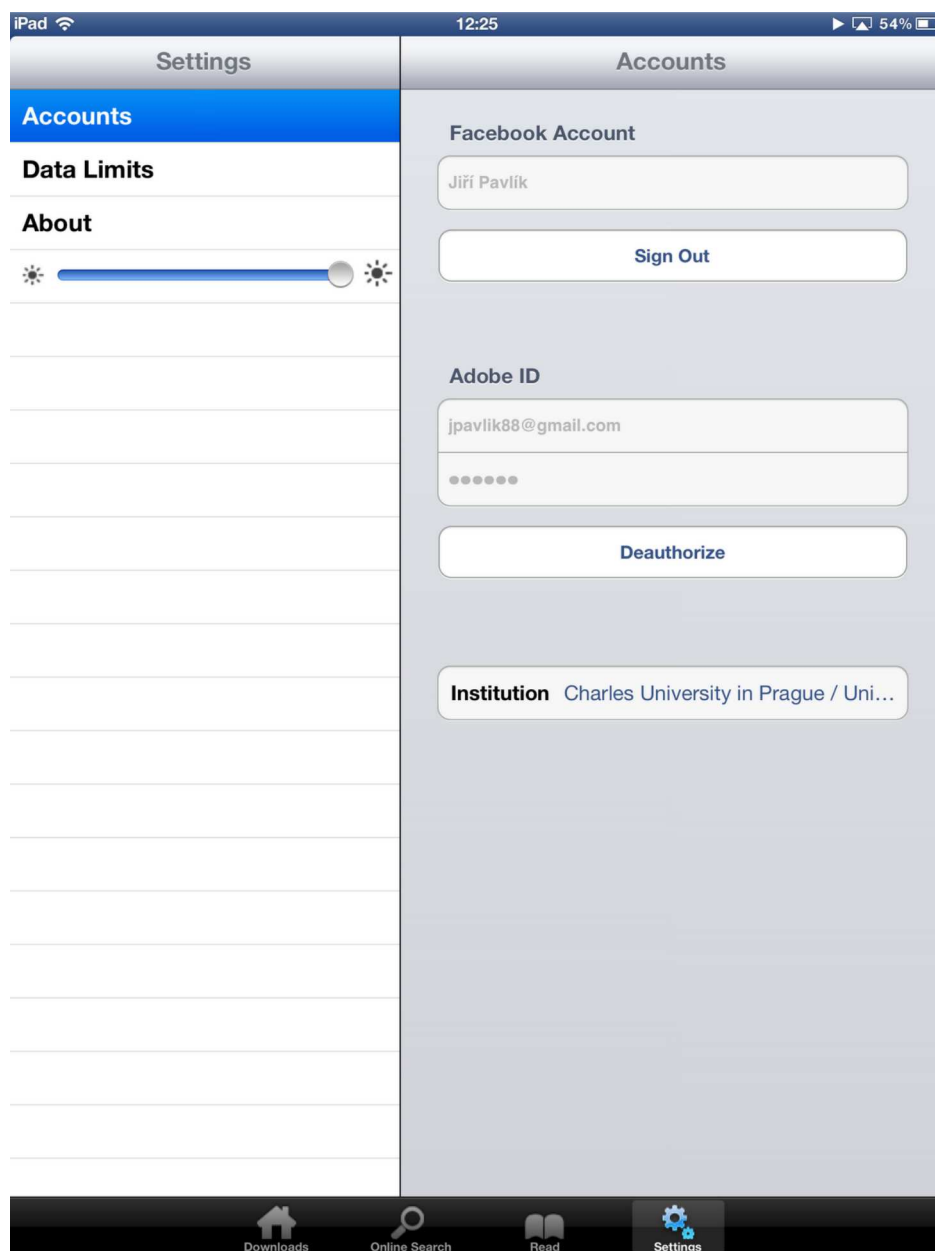 iPad 12:25 54%
Settings
Accounts
Data Limits
About
Accounts
Facebook Account
Jiří Pavlík
Sign Out
Adobe ID
jpavlik88@gmail.com
●●●●●●
Deauthorize
Institution Charles University in Prague / Uni...
Downloads Online Search Read Settings